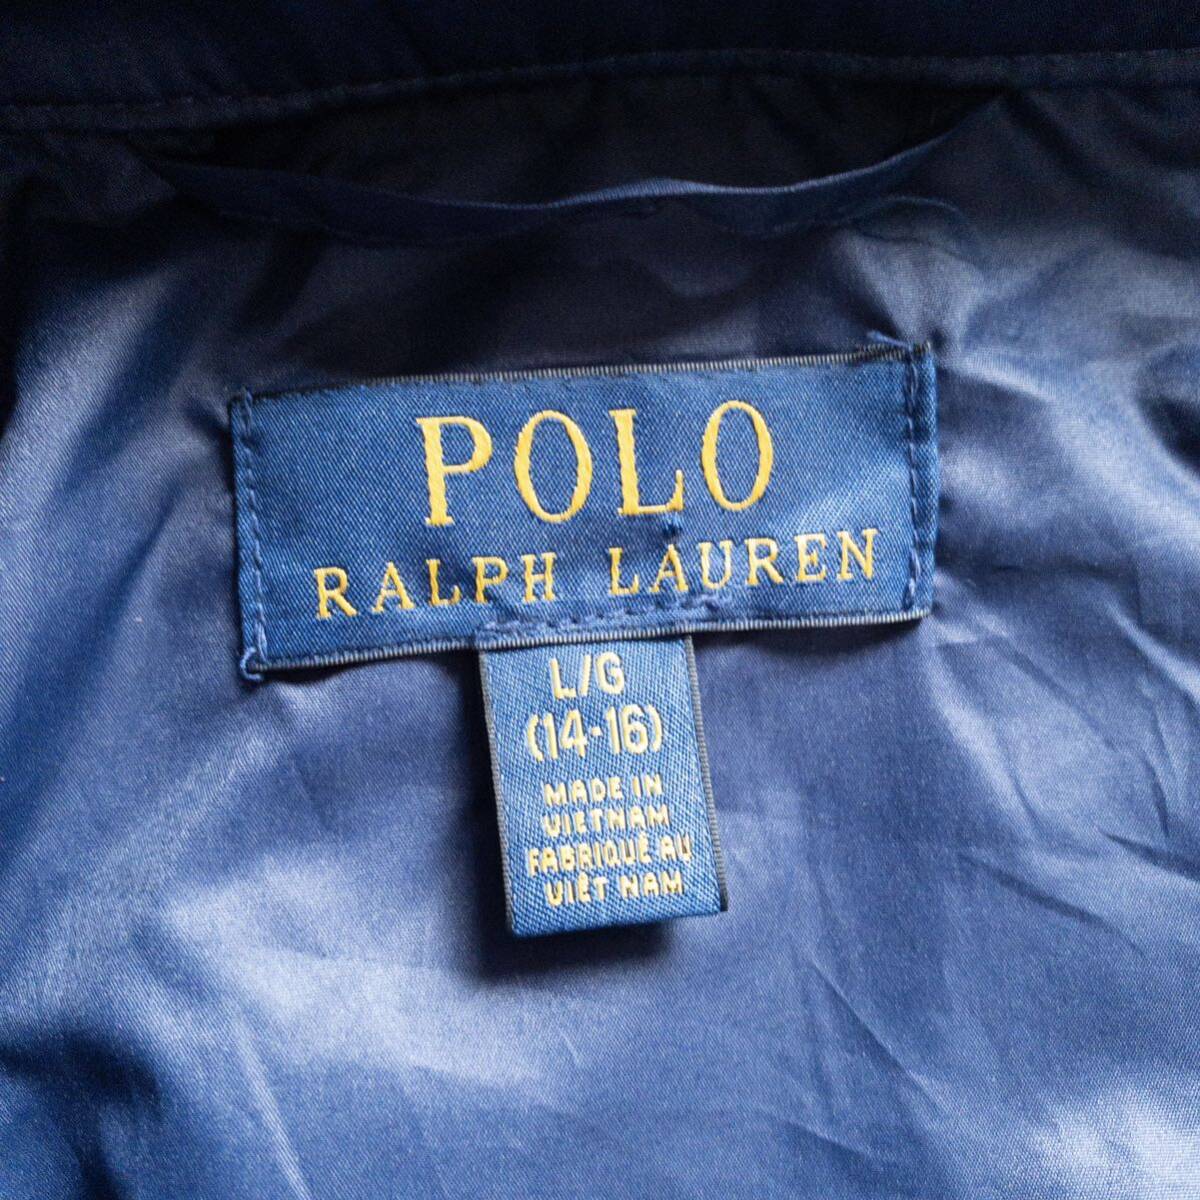 POLO
RALPH LAUREN
L/G
(14-16)
MADE IN
VIETNAM
FABRIQUÉ AU
VIÊT NAM